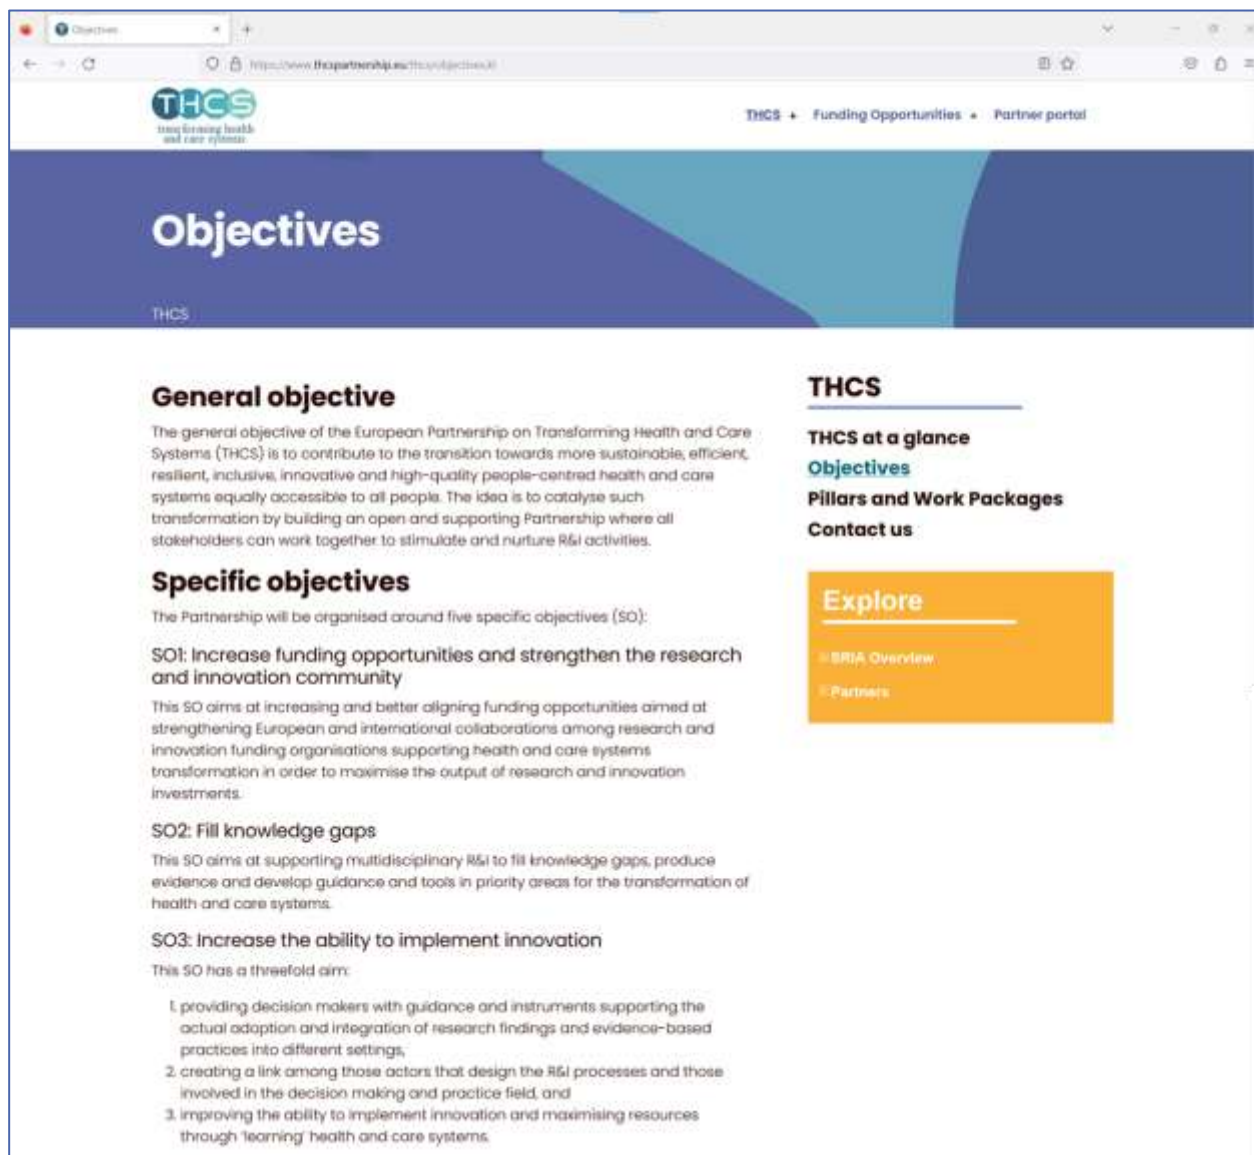 Objectives
https://www.thcspartnership.eu/thcs/objectives.kl
THCS
transforming health
and care systems
THCS + Funding Opportunities + Partner portal
Objectives
THCS
General objective
The general objective of the European Partnership on Transforming Health and Care
Systems (THCS) is to contribute to the transition towards more sustainable, efficient,
resilient, inclusive, innovative and high-quality people-centred health and care
systems equally accessible to all people. The idea is to catalyse such
transformation by building an open and supporting Partnership where all
stakeholders can work together to stimulate and nurture R&I activities.
Specific objectives
The Partnership will be organised around five specific objectives (SO):
SO1: Increase funding opportunities and strengthen the research
and innovation community
This SO aims at increasing and better aligning funding opportunities aimed at
strengthening European and international collaborations among research and
innovation funding organisations supporting health and care systems
transformation in order to maximise the output of research and innovation
investments.
SO2: Fill knowledge gaps
This SO aims at supporting multidisciplinary R&I to fill knowledge gaps, produce
evidence and develop guidance and tools in priority areas for the transformation of
health and care systems.
SO3: Increase the ability to implement innovation
This SO has a threefold aim:
1. providing decision makers with guidance and instruments supporting the
actual adoption and integration of research findings and evidence-based
practices into different settings,
2. creating a link among those actors that design the R&I processes and those
involved in the decision making and practice field, and
3. improving the ability to implement innovation and maximising resources
through 'learning' health and care systems.
THCS
THCS at a glance
Objectives
Pillars and Work Packages
Contact us
Explore
SRIA Overview
Partners